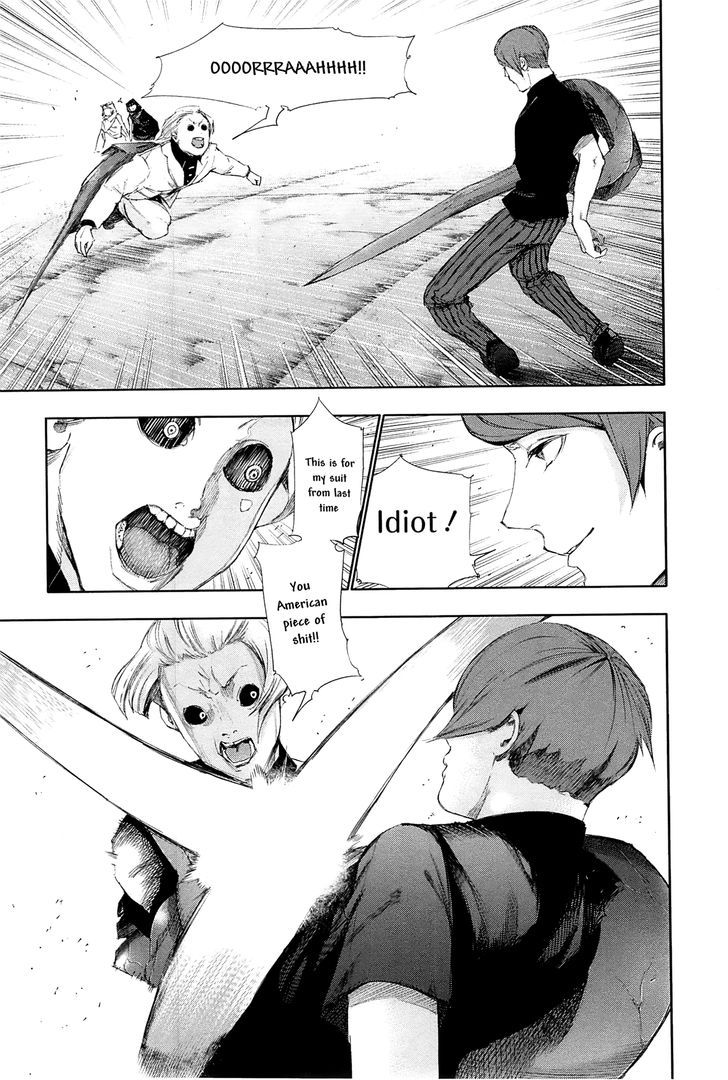 OOOORRRAAAHHHH!!
Idiot!
This is for
my suit
from last
time
You
American
piece of
shit!!